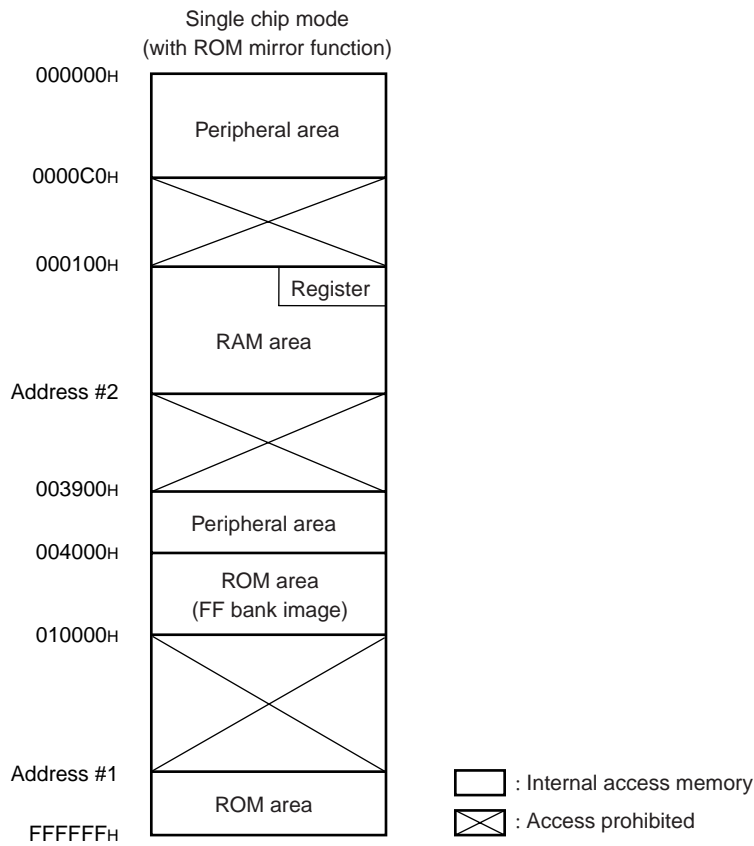 Single chip mode
(with ROM mirror function)
000000H
Peripheral area
0000C0H
000100H
Register
RAM area
Address #2
003900H
Peripheral area
004000H
ROM area
(FF bank image)
010000H
Address #1
ROM area
FFFFFFH
: Internal access memory
: Access prohibited